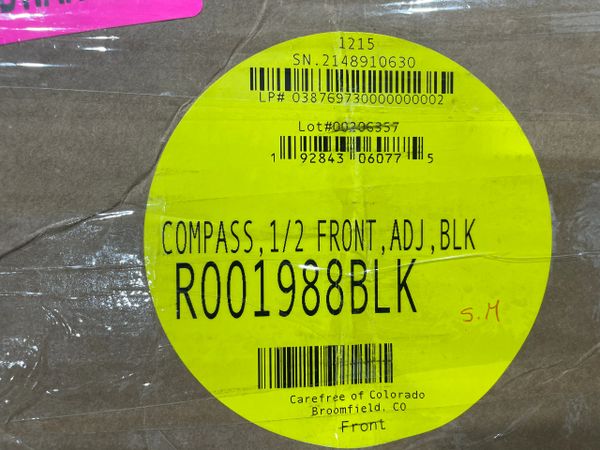 1215
SN.2148910630
LP# 038769730000000002
Lot#00206357
1 92843 06077 5
COMPASS,1/2 FRONT,ADJ,BLK
R001988BLK
S.M
Carefree of Colorado
Broomfield, CO
Front